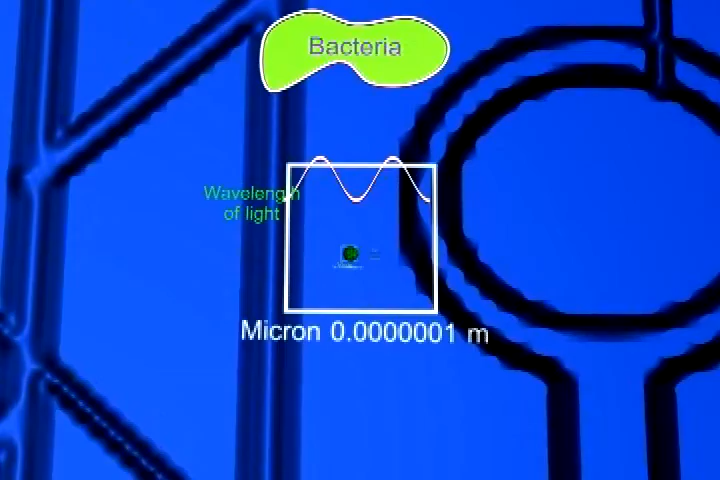 Bacteria
Wavelength
of light
Micron 0.0000001 m